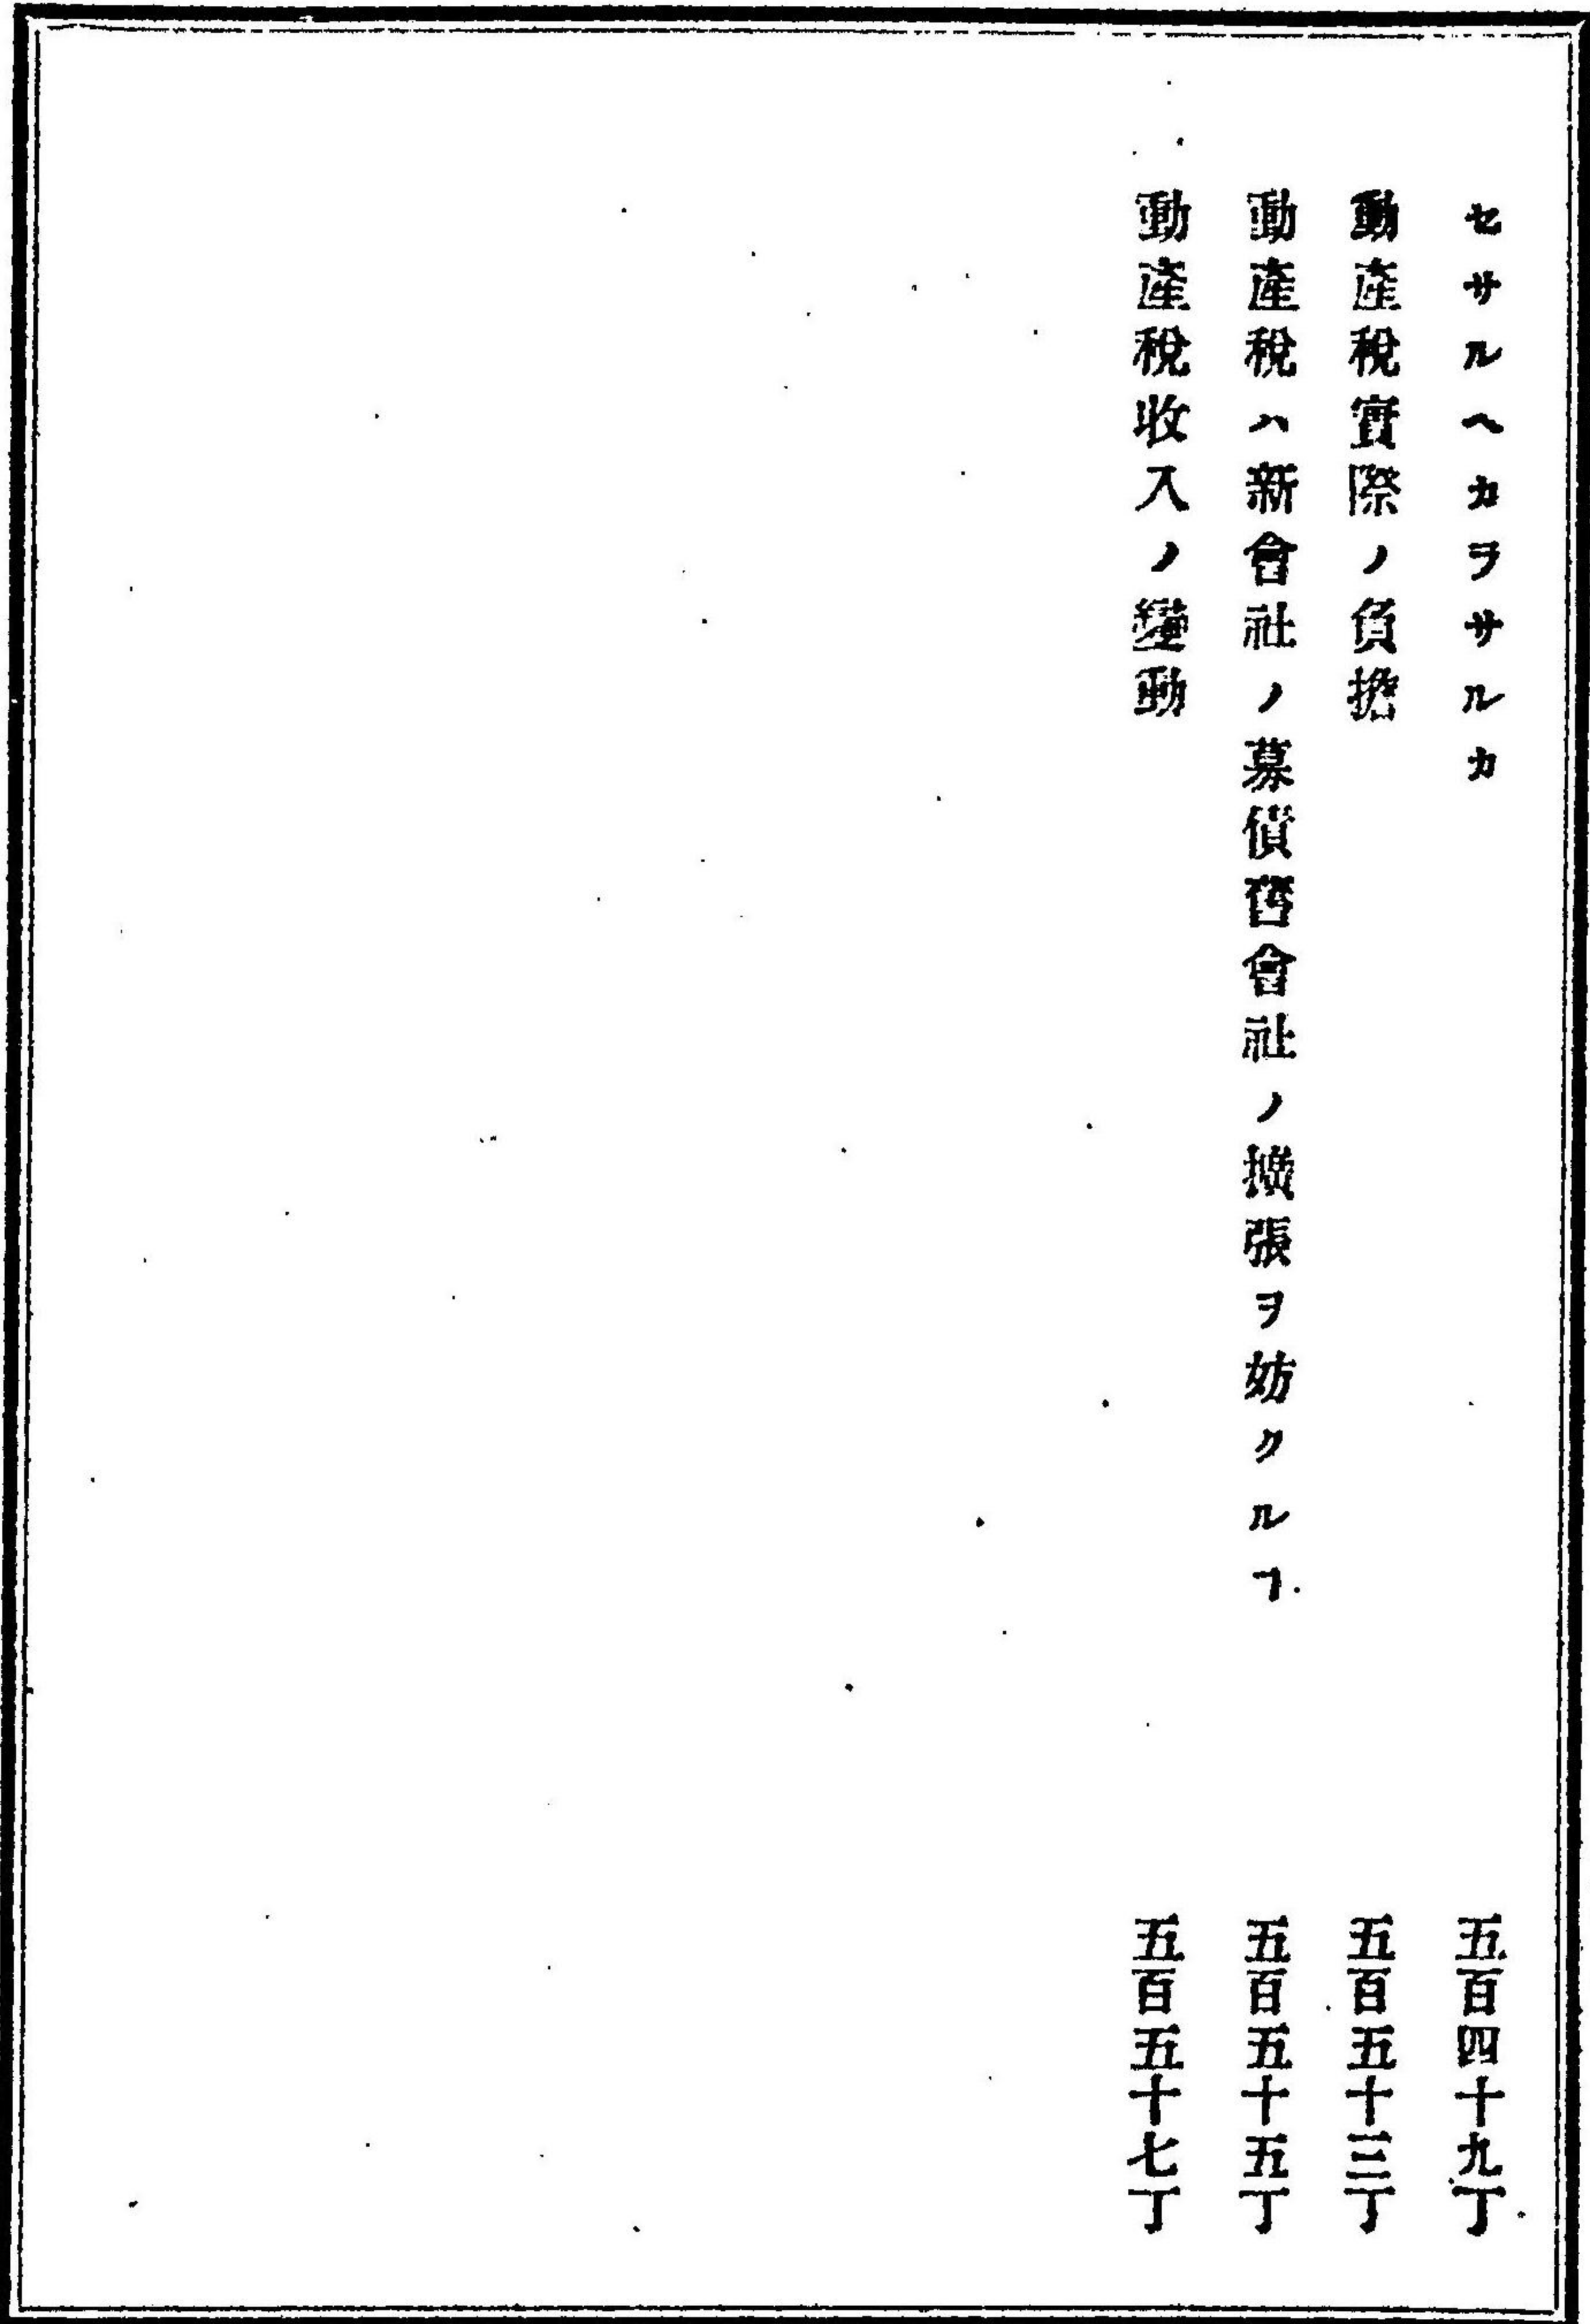 セサルヘカヲサルカ 五百四十九丁
動產稅實際ノ負擔 五百五十三丁
動產稅ハ新會社ノ募債舊會社ノ擴張ヲ妨クルヿ 五百五十五丁
動產稅收入ノ變動 五百五十七丁